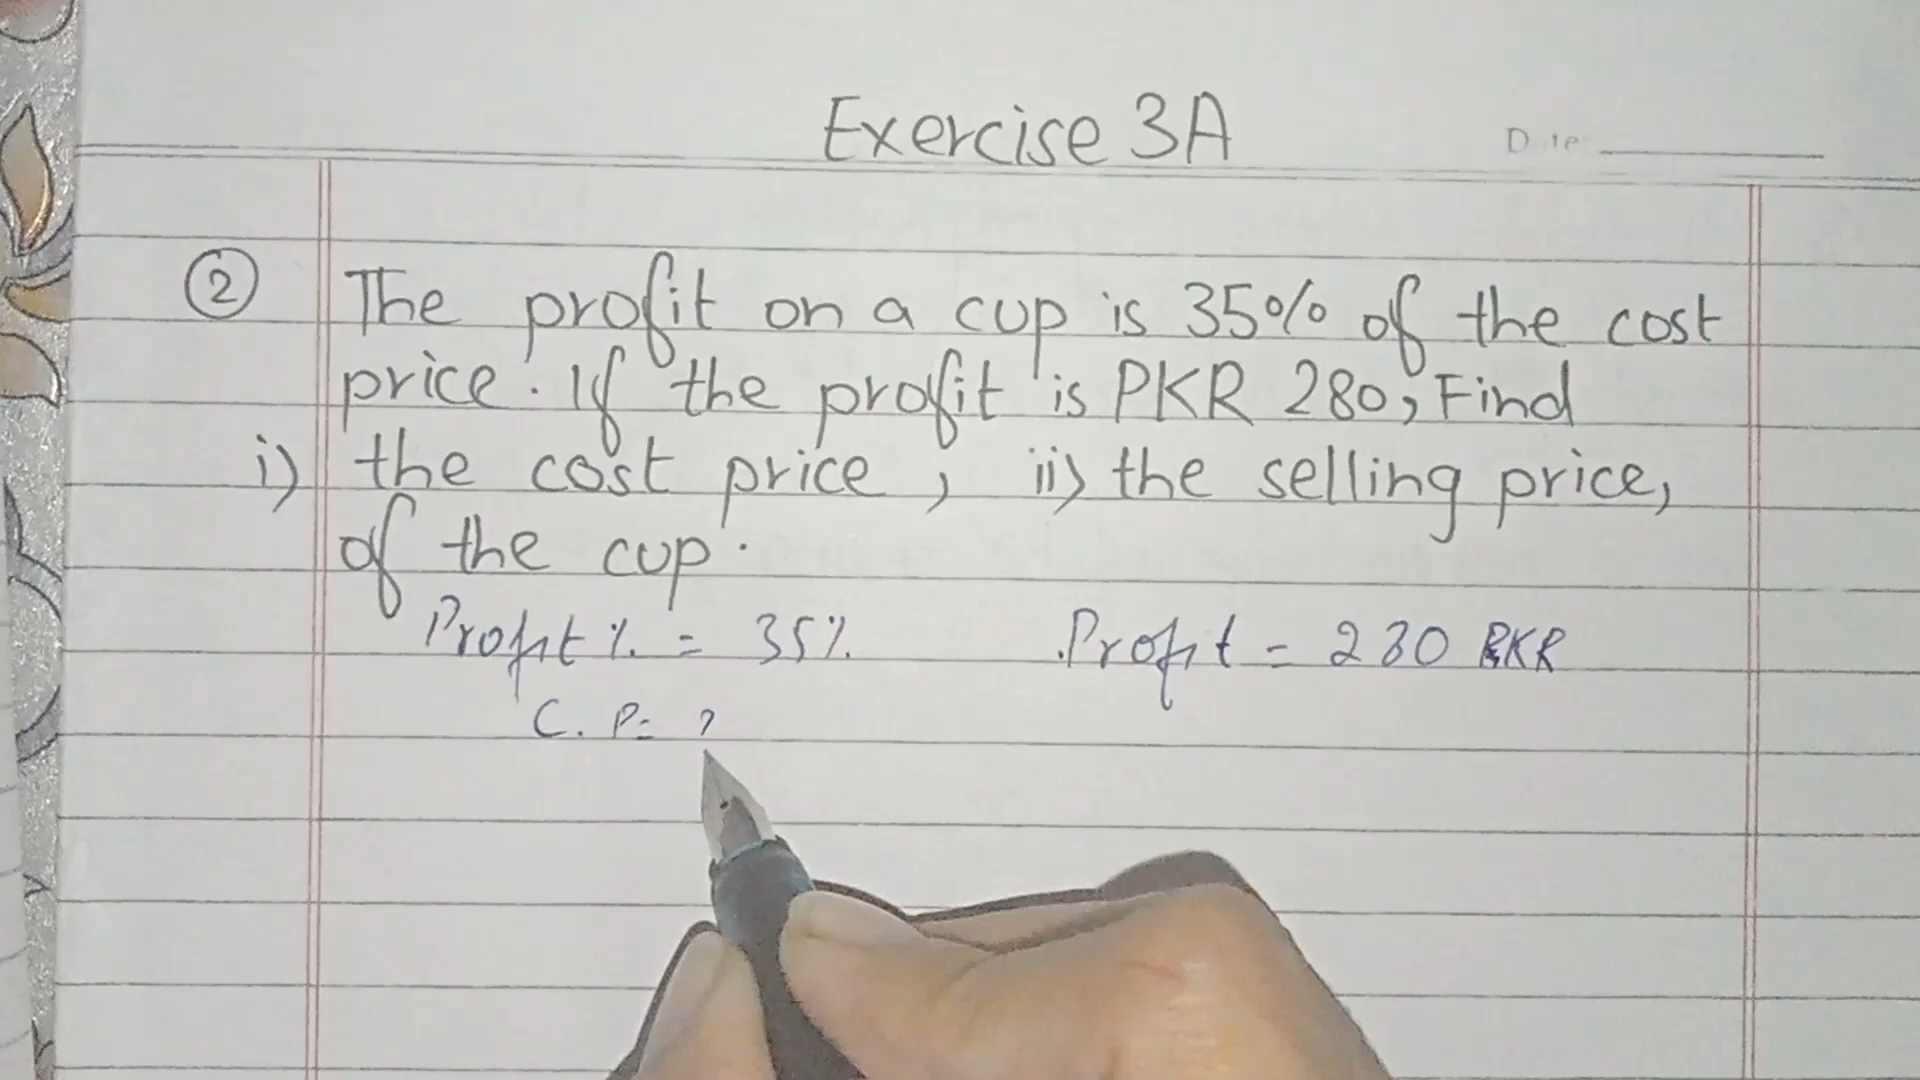 Exercise 3A
Date
② The profit on a cup is 35% of the cost
price. If the profit is PKR 280, Find
i) the cost price, ii) the selling price,
of the cup.
Profit % = 35% Profit = 280 PKR
C.P = ?